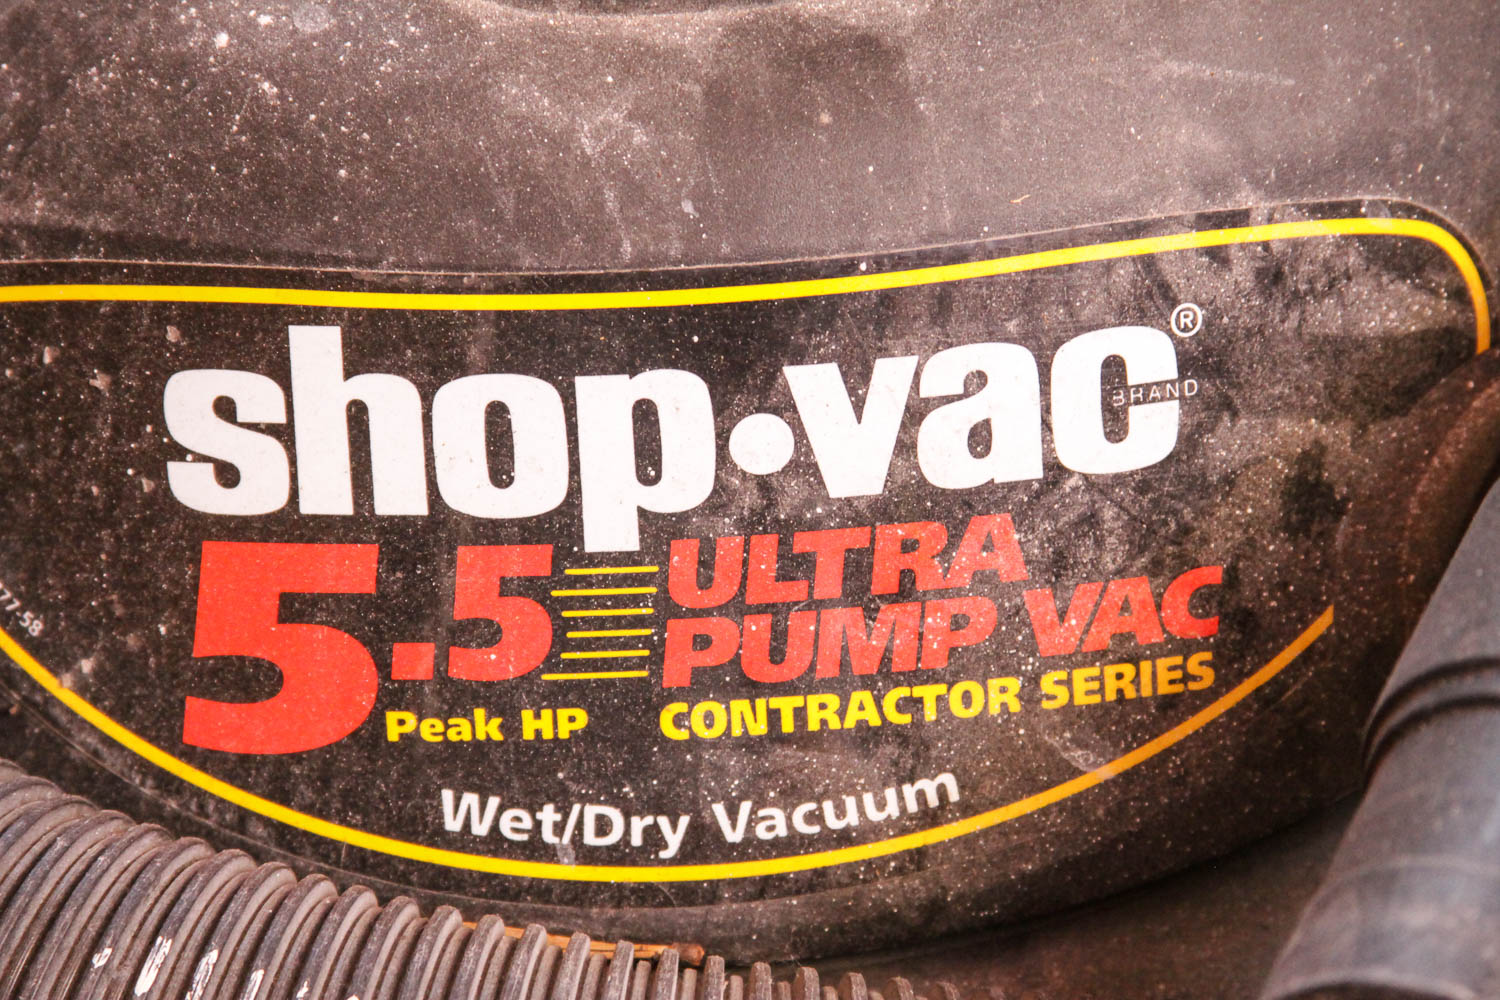 shop·vac®
BRAND
5.5 ULTRA
PUMP VAC
Peak HP CONTRACTOR SERIES
Wet/Dry Vacuum